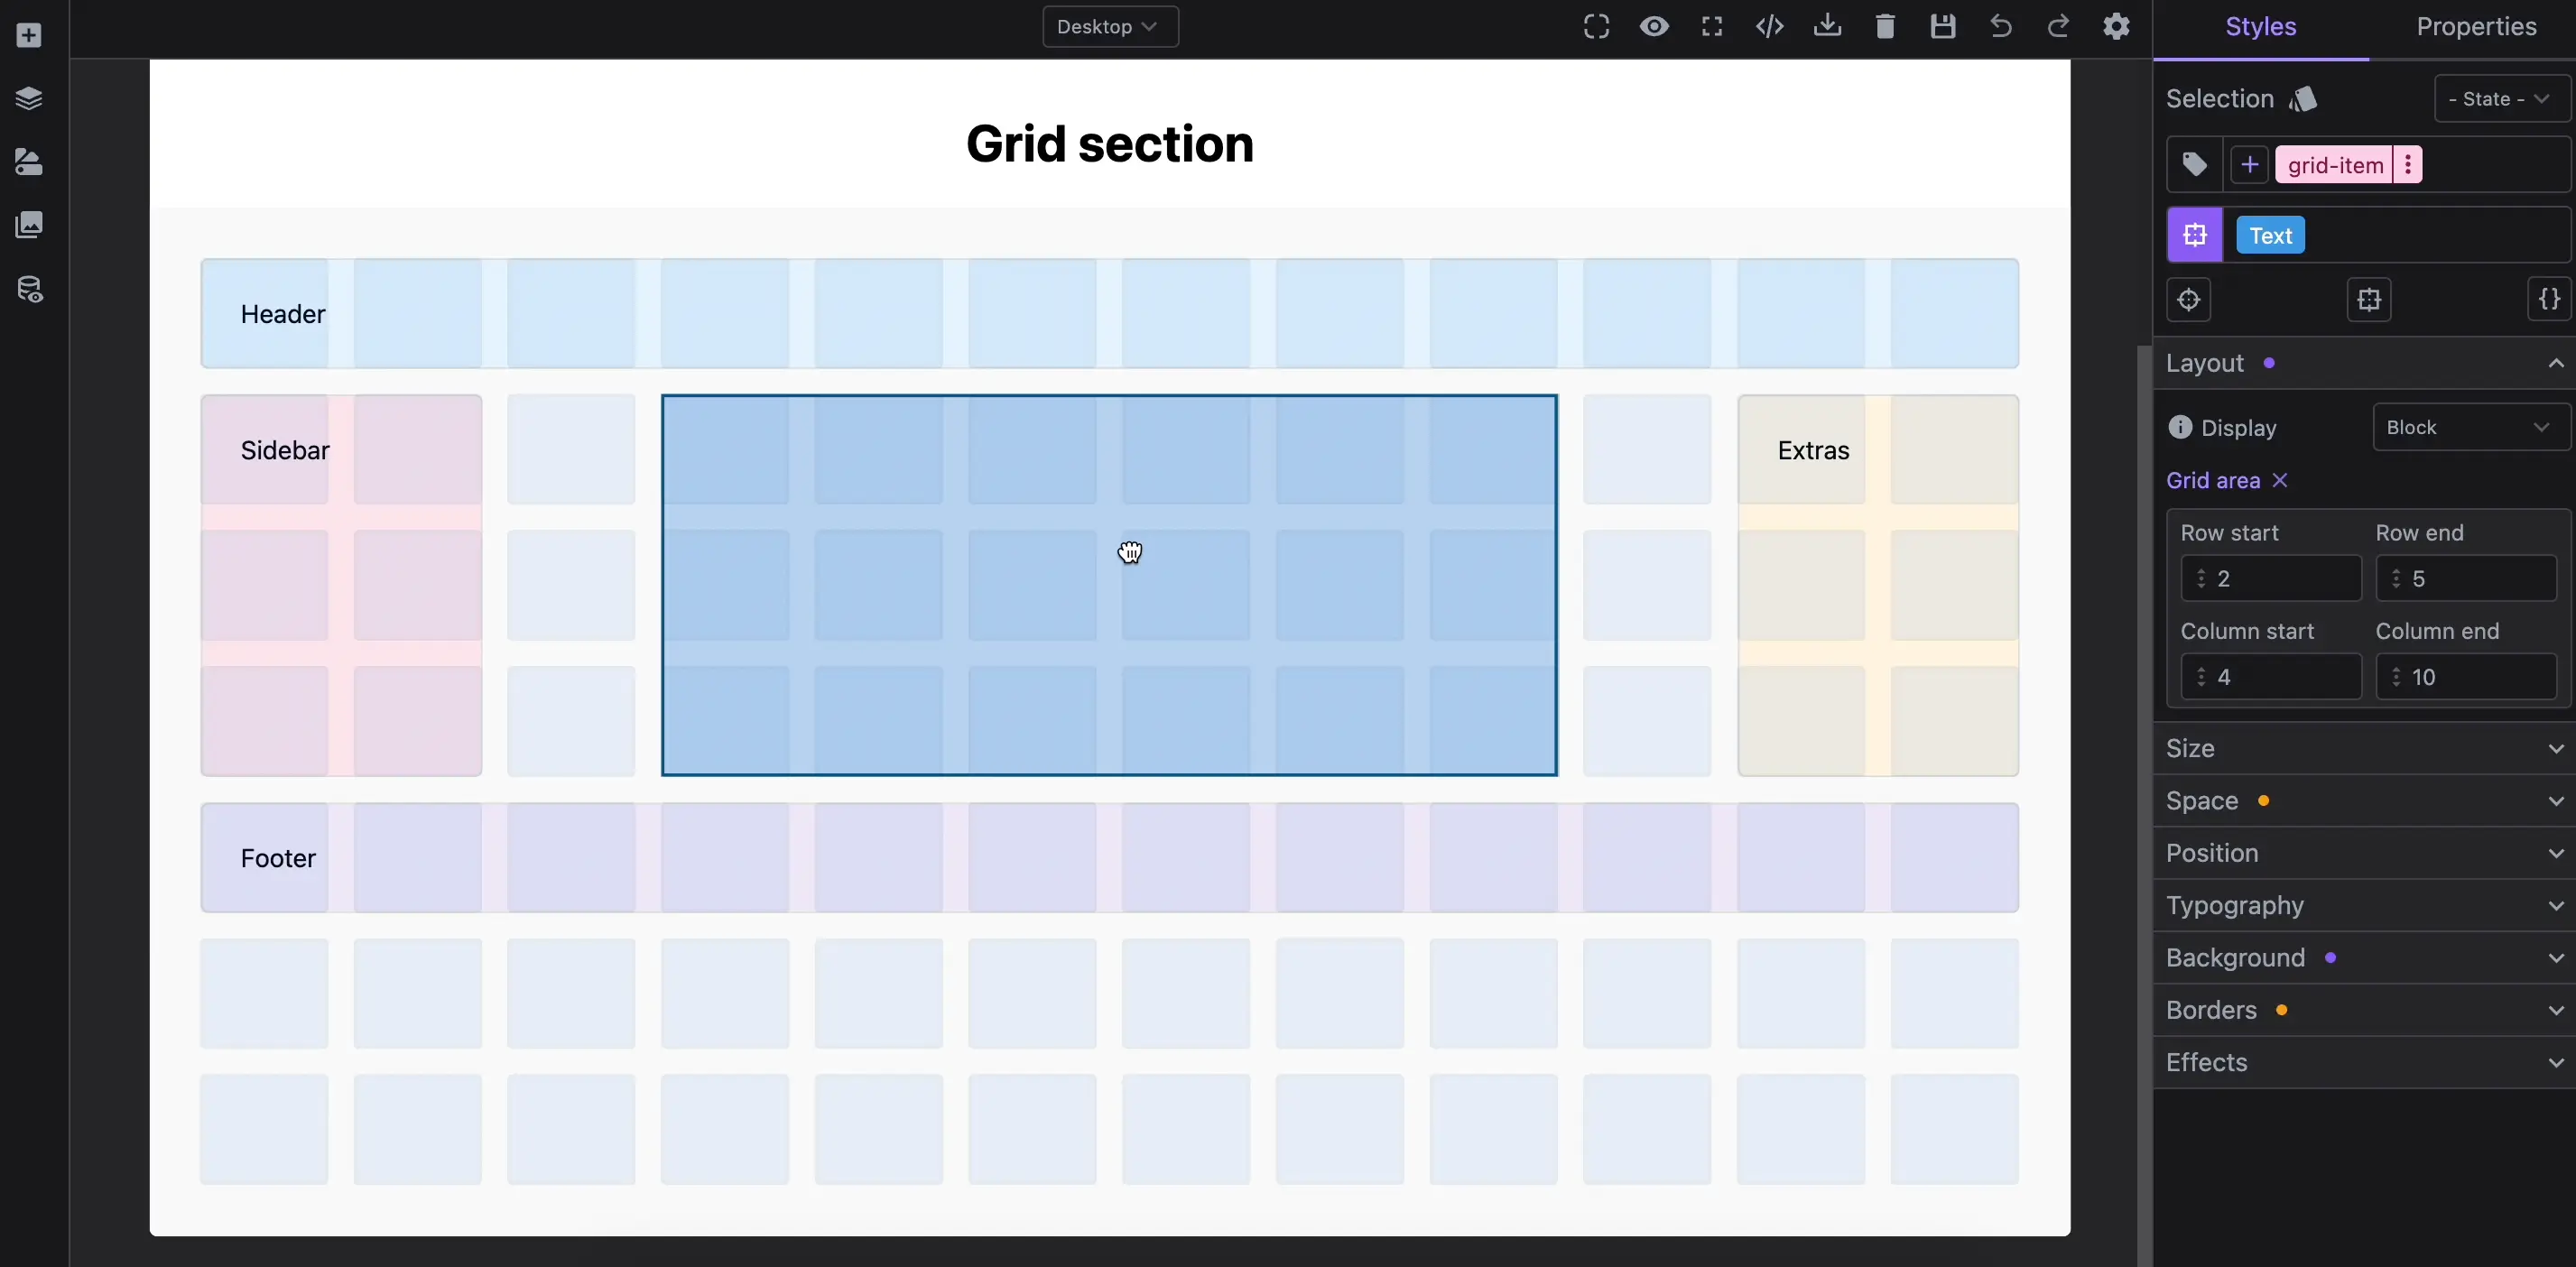 Desktop
Styles
Properties
Selection
- State -
grid-item
Text
Layout
Display
Block
Grid area
Row start
Row end
2
5
Column start
Column end
4
10
Size
Space
Position
Typography
Background
Borders
Effects
Grid section
Header
Sidebar
Extras
Footer